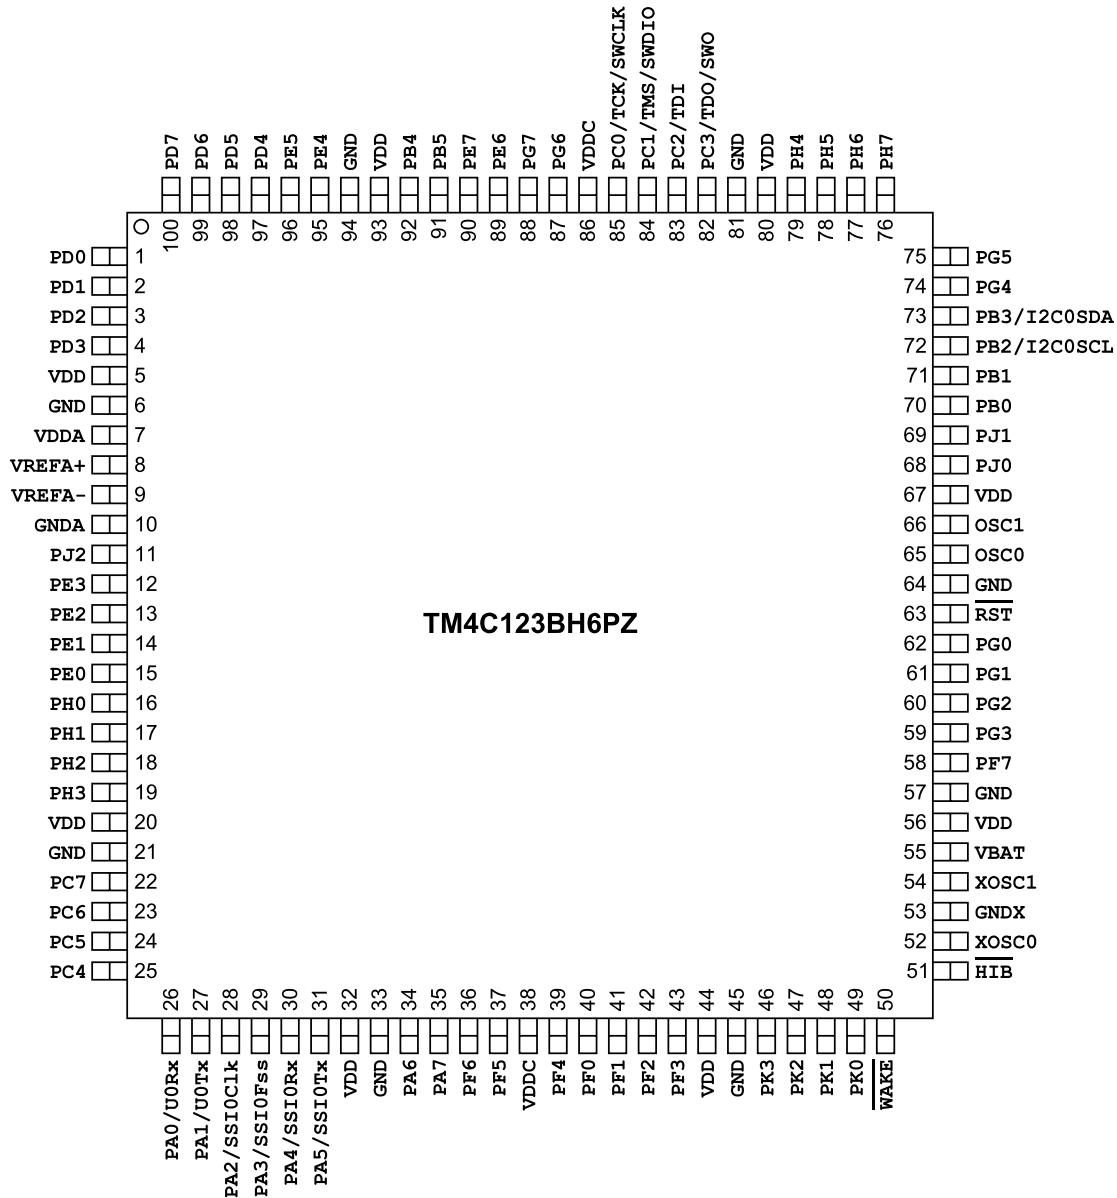 PD7
PD6
PD5
PD4
PE5
PE4
GND
VDD
PB4
PB5
PE7
PE6
PG7
PG6
VDDC
PC0/TCK/SWCLK
PC1/TMS/SWDIO
PC2/TDI
PC3/TDO/SWO
GND
VDD
PH4
PH5
PH6
PH7
100
99
98
97
96
95
94
93
92
91
90
89
88
87
86
85
84
83
82
81
80
79
78
77
76
PD0 1
PD1 2
PD2 3
PD3 4
VDD 5
GND 6
VDDA 7
VREFA+ 8
VREFA- 9
GNDA 10
PJ2 11
PE3 12
PE2 13
PE1 14
PE0 15
PH0 16
PH1 17
PH2 18
PH3 19
VDD 20
GND 21
PC7 22
PC6 23
PC5 24
PC4 25
TM4C123BH6PZ
75 PG5
74 PG4
73 PB3/I2C0SDA
72 PB2/I2C0SCL
71 PB1
70 PB0
69 PJ1
68 PJ0
67 VDD
66 OSC1
65 OSC0
64 GND
63 RST
62 PG0
61 PG1
60 PG2
59 PG3
58 PF7
57 GND
56 VDD
55 VBAT
54 XOSC1
53 GNDX
52 XOSC0
51 HIB
26
27
28
29
30
31
32
33
34
35
36
37
38
39
40
41
42
43
44
45
46
47
48
49
50
PA0/U0Rx
PA1/U0Tx
PA2/SSI0Clk
PA3/SSI0Fss
PA4/SSI0Rx
PA5/SSI0Tx
VDD
GND
PA6
PA7
PF6
PF5
VDDC
PF4
PF0
PF1
PF2
PF3
VDD
GND
PK3
PK2
PK1
PK0
WAKE